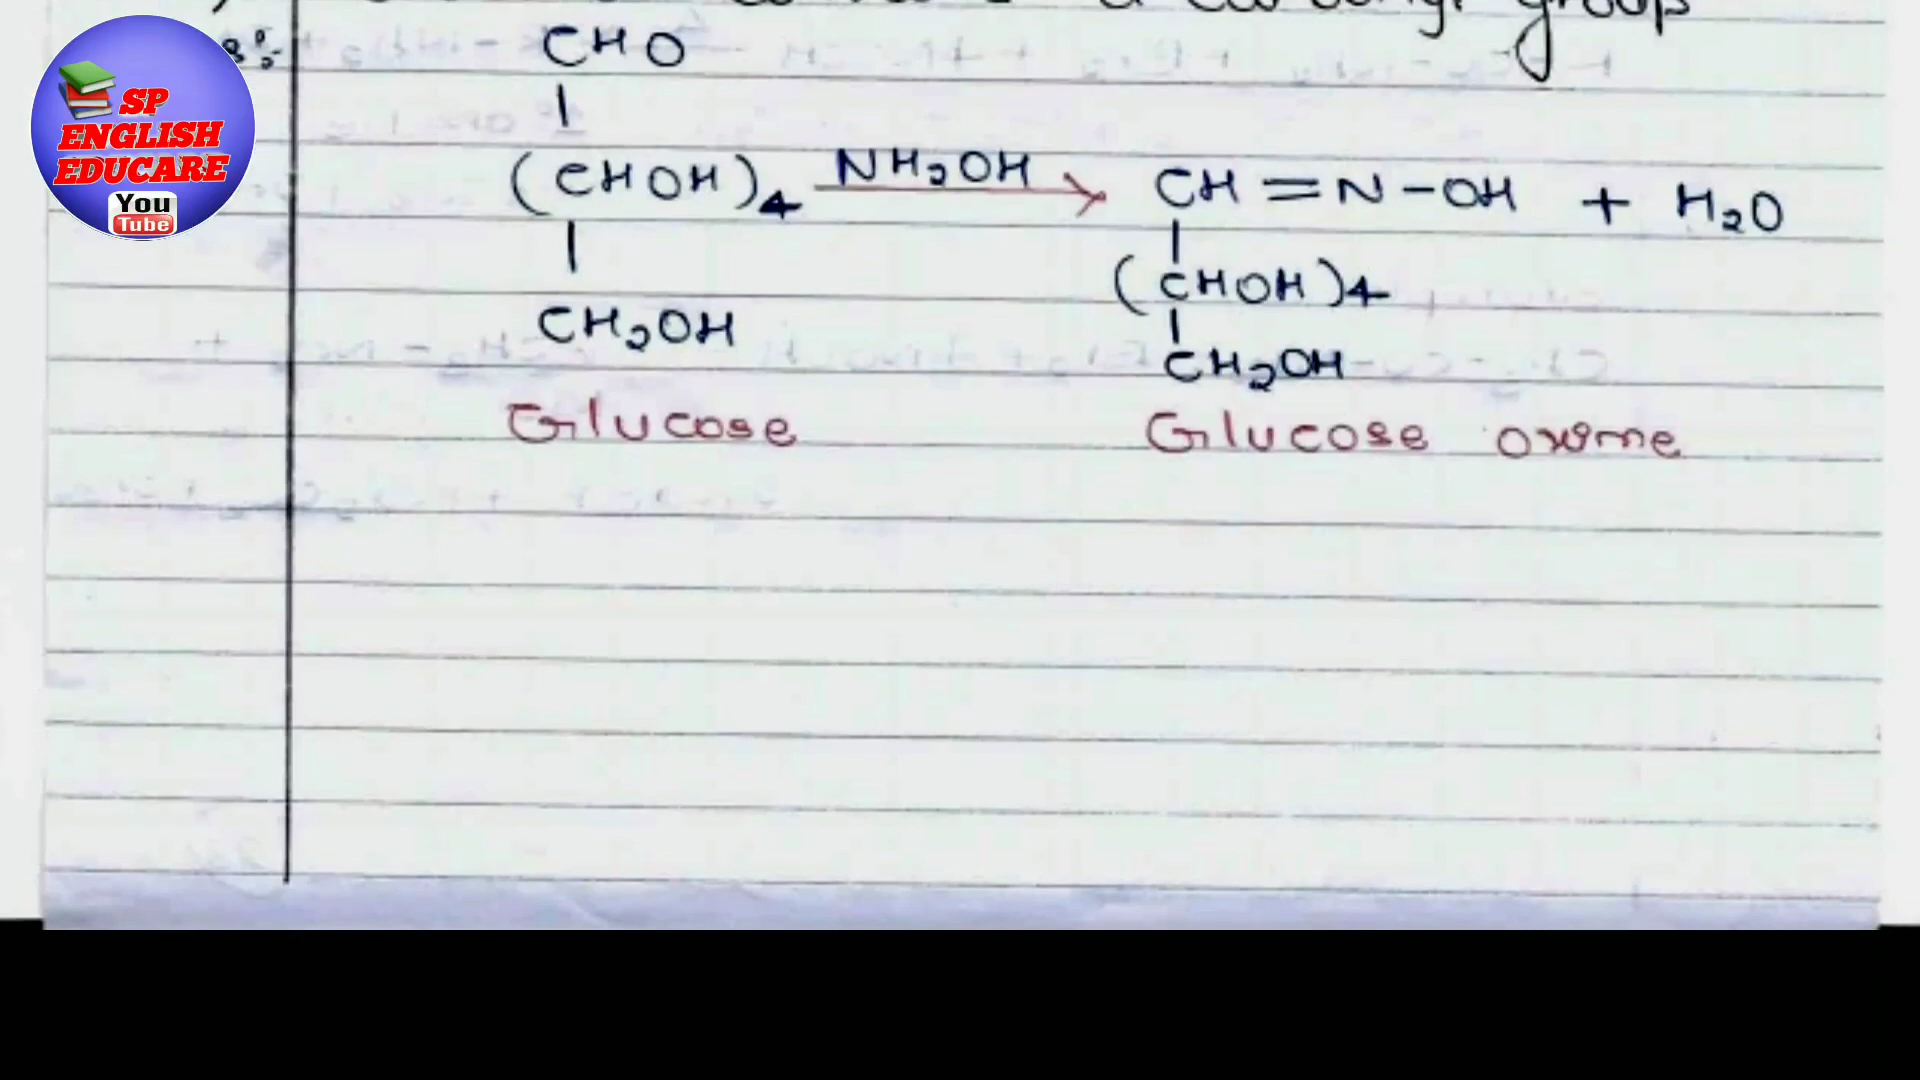 group
SP
ENGLISH
EDUCARE
You
Tube
CHO
|
(CHOH)4 NH2OH → CH=N-OH + H2O
|
(CHOH)4
|
CH2OH
|
CH2OH
Glucose
Glucose oxime